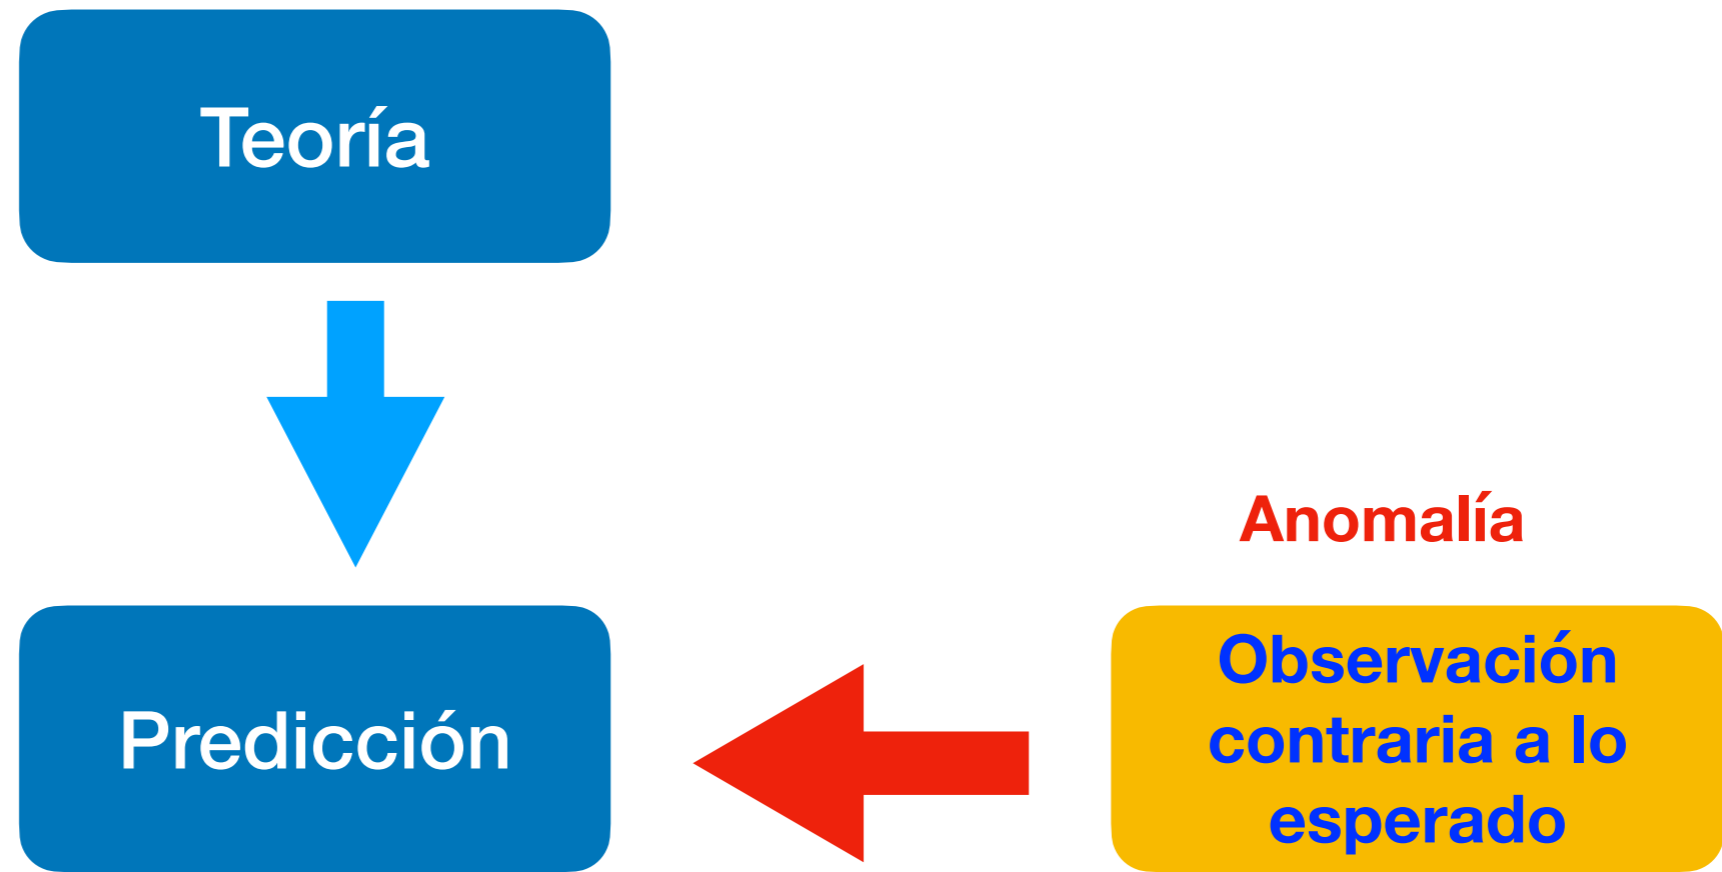 Teoría
Anomalía
Predicción
Observación
contraria a lo
esperado